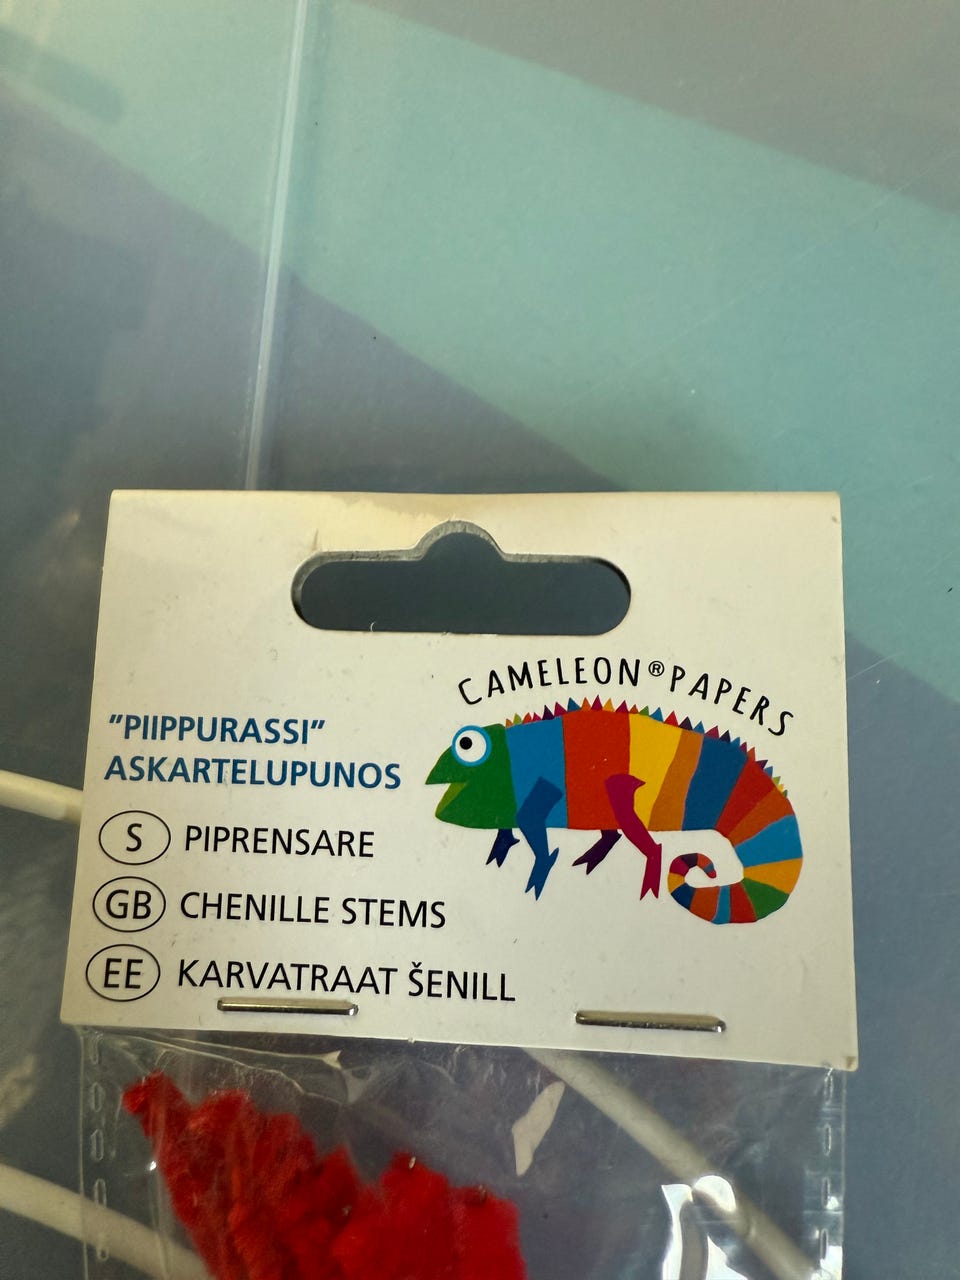 CAMELEON® PAPERS
"PIIPPURASSI"
ASKARTELUPUNOS
S PIPRENSARE
GB CHENILLE STEMS
EE KARVATRAAT ŠENILL